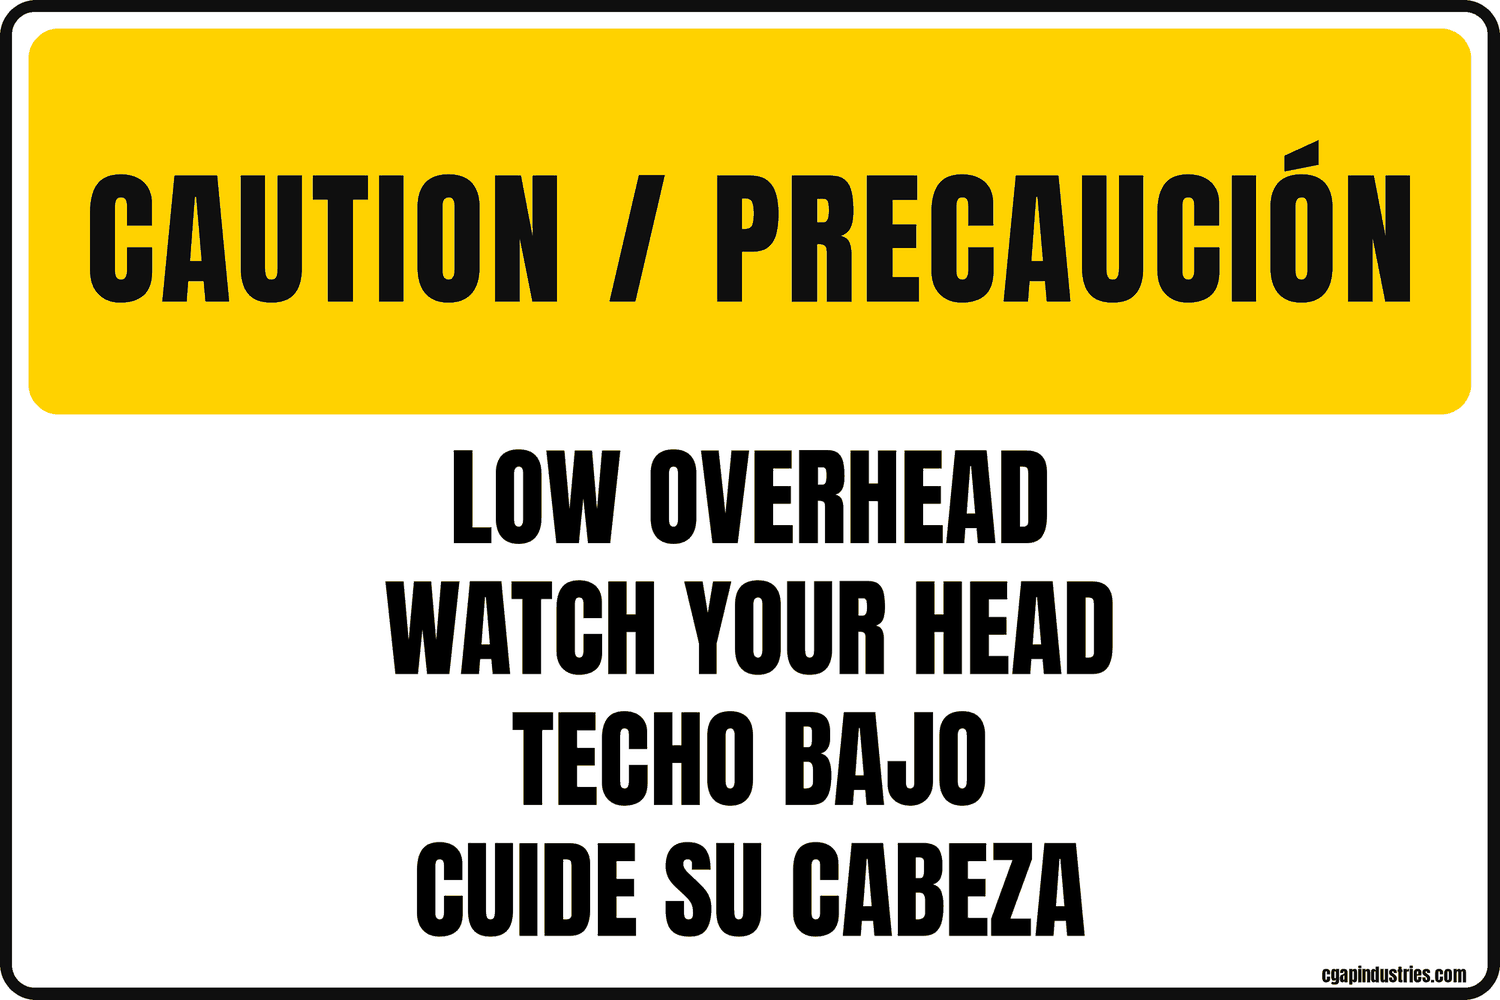 CAUTION / PRECAUCIÓN
LOW OVERHEAD
WATCH YOUR HEAD
TECHO BAJO
CUIDE SU CABEZA
cgapindustries.com